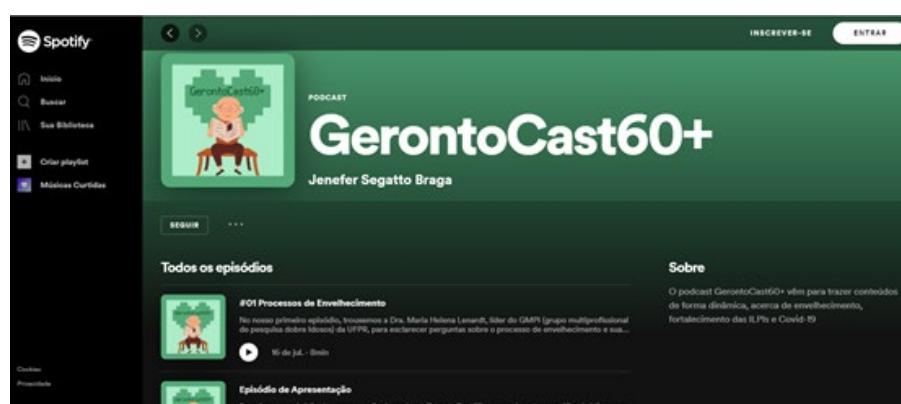 Spotify
INSCREVER-SE
ENTRAR
Início
Buscar
Sua Biblioteca
Criar playlist
Músicas Curtidas
GerontoCast60+
PODCAST
GerontoCast60+
Jenefer Segatto Braga
SEGUIR
Todos os episódios
#01 Processos de Envelhecimento
No nosso primeiro episódio, trouxemos a Dra. Maria Helena Lenardt, líder do GMPI (grupo multiprofissional
de pesquisa dobre Idosos) da UFPR, para esclarecer perguntas sobre o processo de envelhecimento e sua...
16 de jul. · 8min
Episódio de Apresentação
Sobre
O podcast GerontoCast60+ vêm para trazer conteúdos
de forma dinâmica, acerca de envelhecimento,
fortalecimento das ILPIs e Covid-19
Cookies
Privacidade